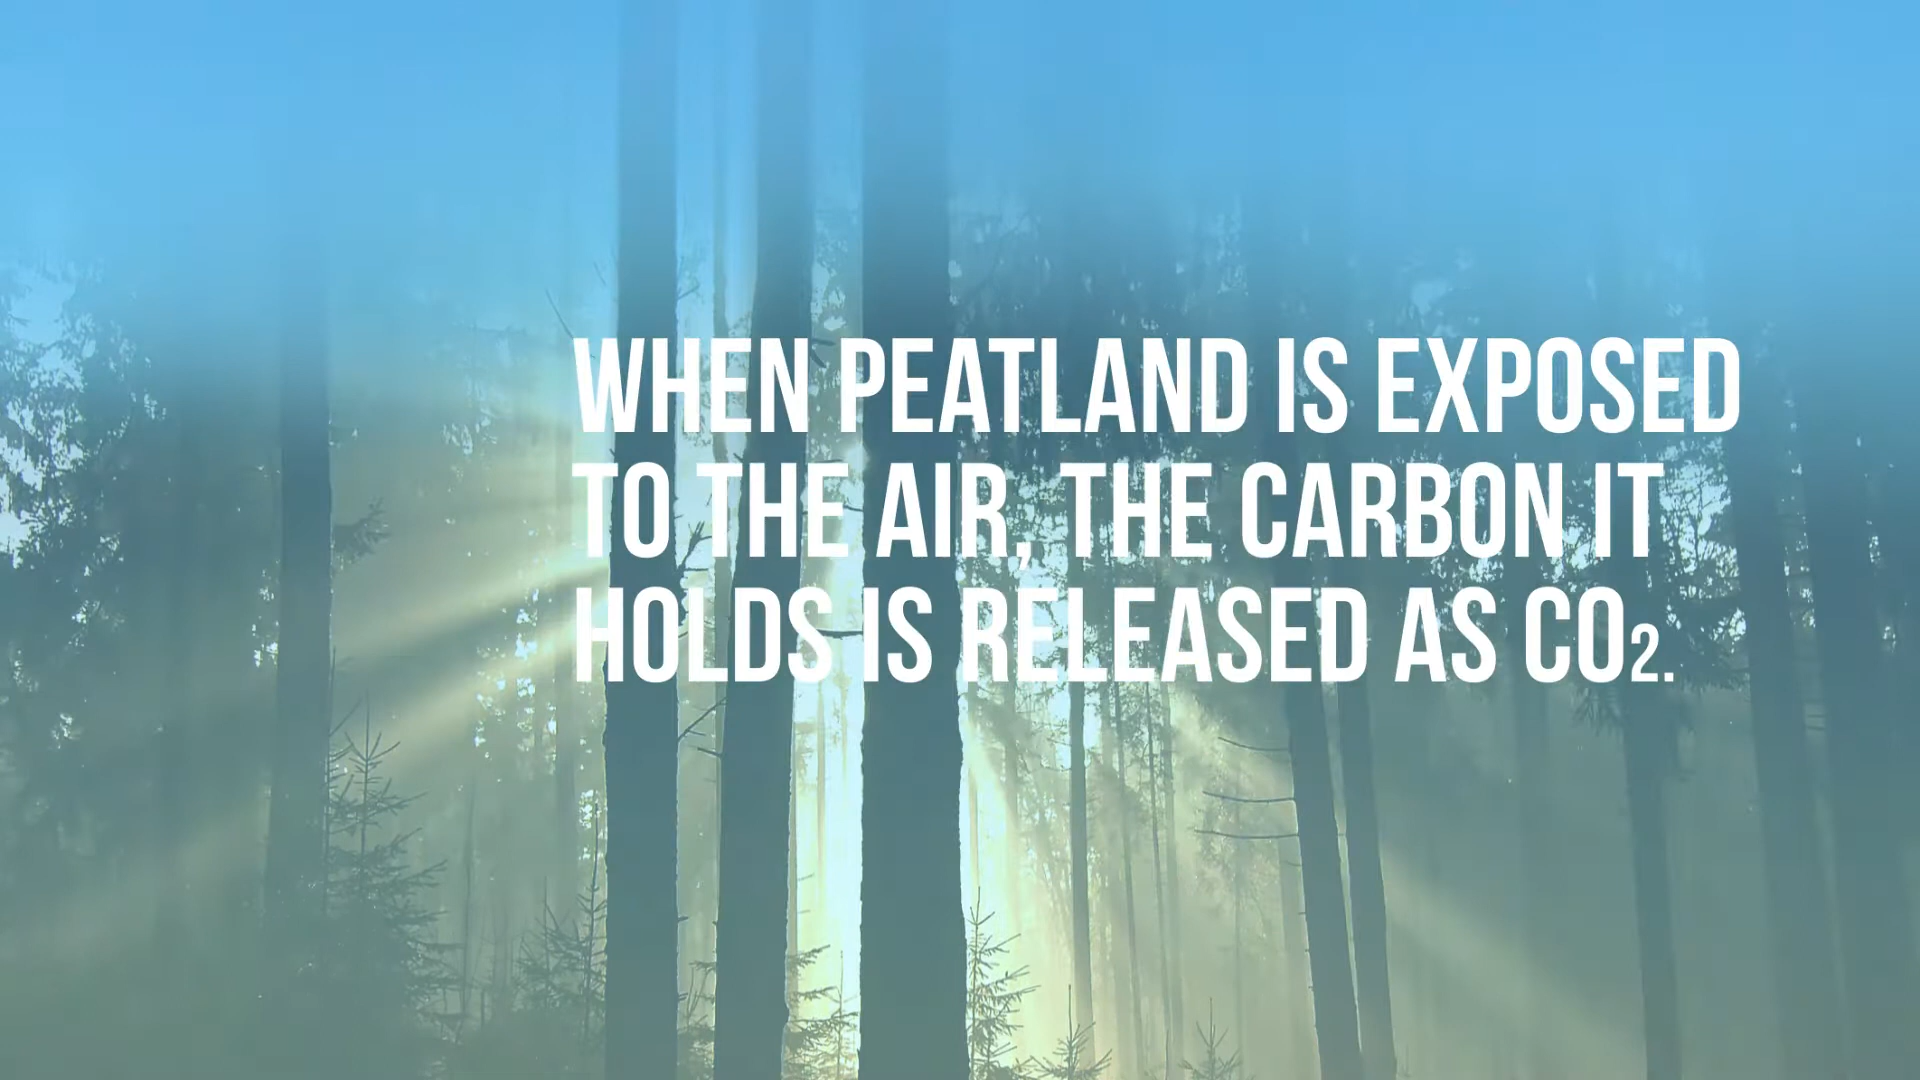 WHEN PEATLAND IS EXPOSED
TO THE AIR, THE CARBON IT
HOLDS IS RELEASED AS CO2.